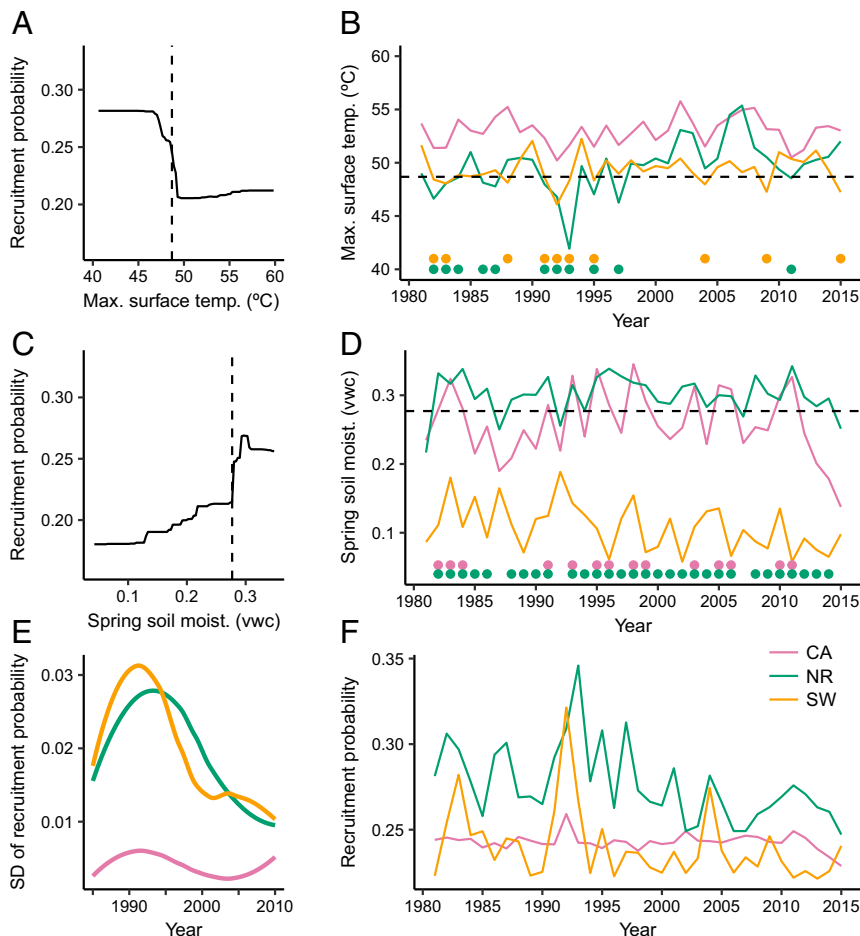 A
Recruitment probability
0.30
0.25
0.20
40 45 50 55 60
Max. surface temp. (ºC)
B
Max. surface temp. (ºC)
60
55
50
45
40
1980 1985 1990 1995 2000 2005 2010 2015
Year
C
Recruitment probability
0.30
0.25
0.20
0.1 0.2 0.3
Spring soil moist. (vwc)
D
Spring soil moist. (vwc)
0.3
0.2
0.1
1980 1985 1990 1995 2000 2005 2010 2015
Year
E
SD of recruitment probability
0.03
0.02
0.01
1990 2000 2010
Year
F
Recruitment probability
0.35
0.30
0.25
1980 1985 1990 1995 2000 2005 2010 2015
Year
CA
NR
SW